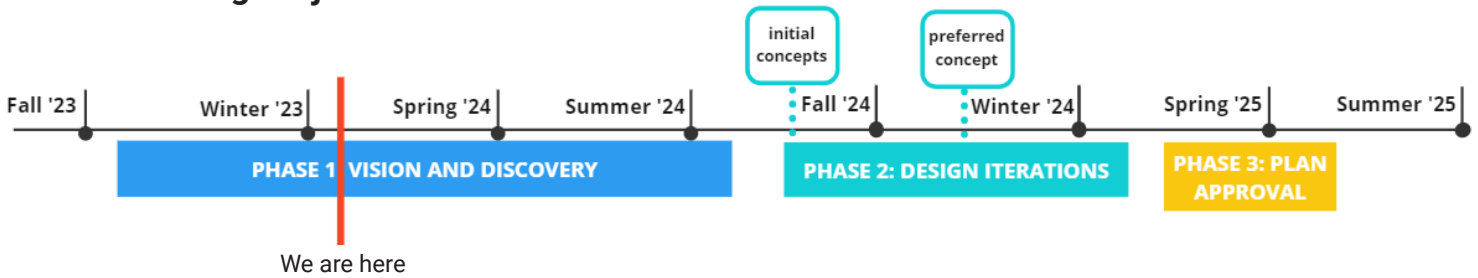 initial
concepts
preferred
concept
Fall '23
Winter '23
Spring '24
Summer '24
Fall '24
Winter '24
Spring '25
Summer '25
PHASE 1 VISION AND DISCOVERY
PHASE 2: DESIGN ITERATIONS
PHASE 3: PLAN
APPROVAL
We are here